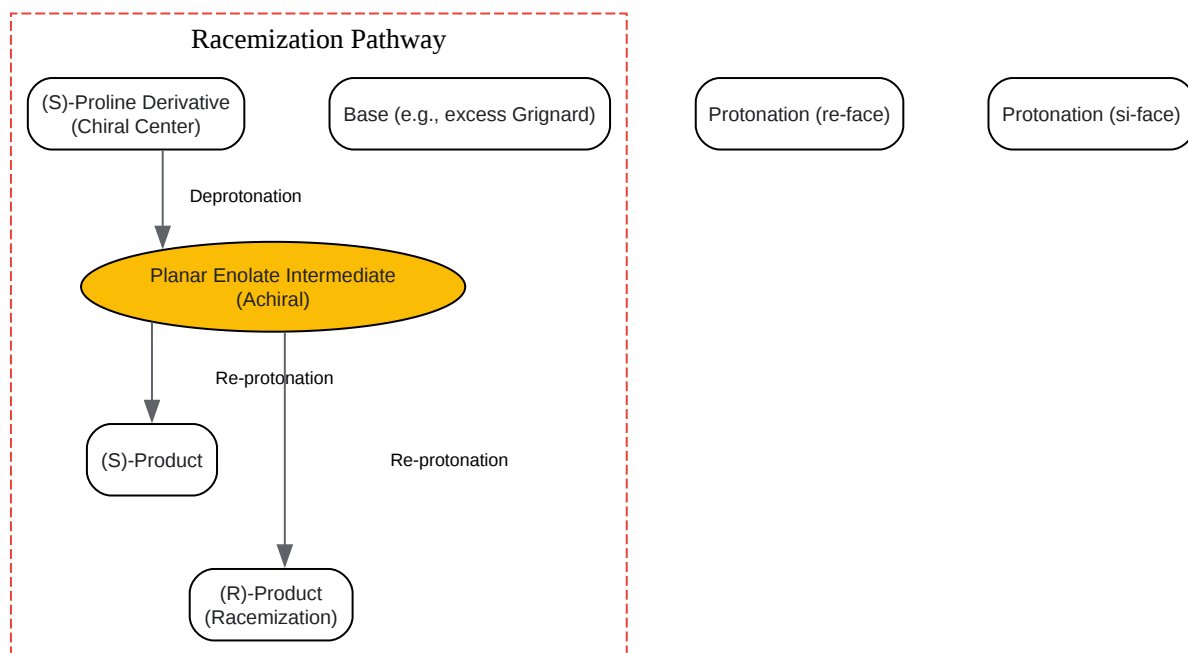 Racemization Pathway
(S)-Proline Derivative
(Chiral Center)
Base (e.g., excess Grignard)
Protonation (re-face)
Protonation (si-face)
Deprotonation
Planar Enolate Intermediate
(Achiral)
Re-protonation
(S)-Product
Re-protonation
(R)-Product
(Racemization)